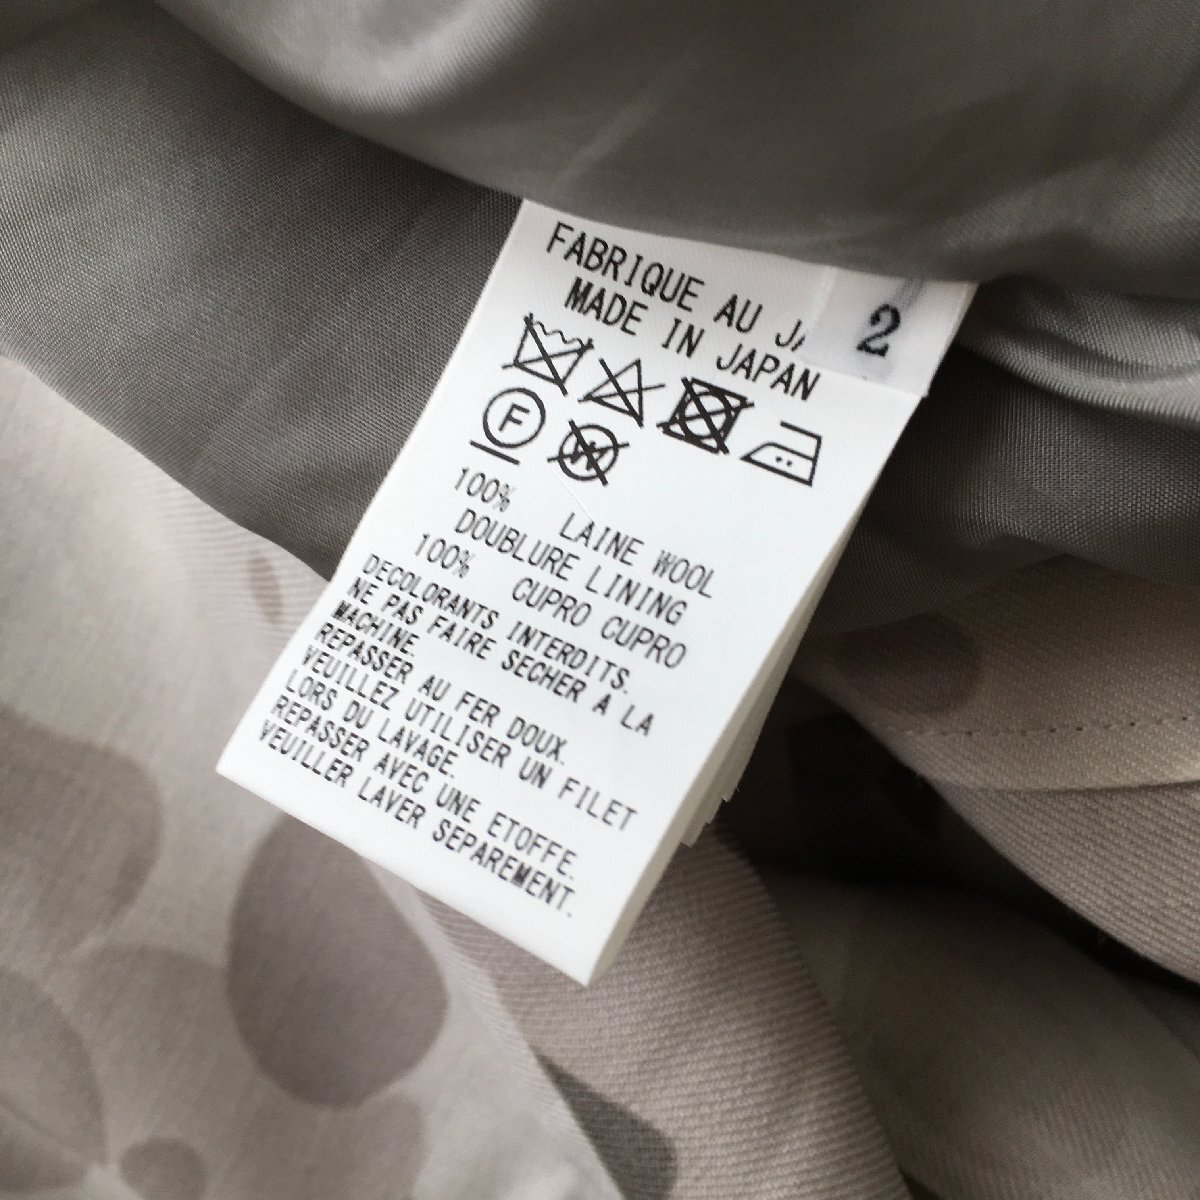 FABRIQUE AU JA
2
MADE IN JAPAN
F
W
100% LAINE WOOL
DOUBLURE LINING
100% CUPRO CUPRO
DECOLORANTS INTERDITS.
NE PAS FAIRE SECHER A LA
MACHINE.
REPASSER AU FER DOUX.
VEUILLEZ UTILISER UN FILET
LORS DU LAVAGE.
REPASSER AVEC UNE ETOFFE.
VEUILLER LAVER SEPAREMENT.